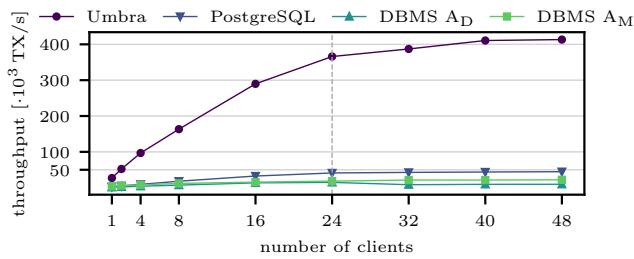 Umbra PostgreSQL DBMS A_D DBMS A_M
throughput [·10³ TX/s]
400
300
200
100
50
1 4 8 16 24 32 40 48
number of clients